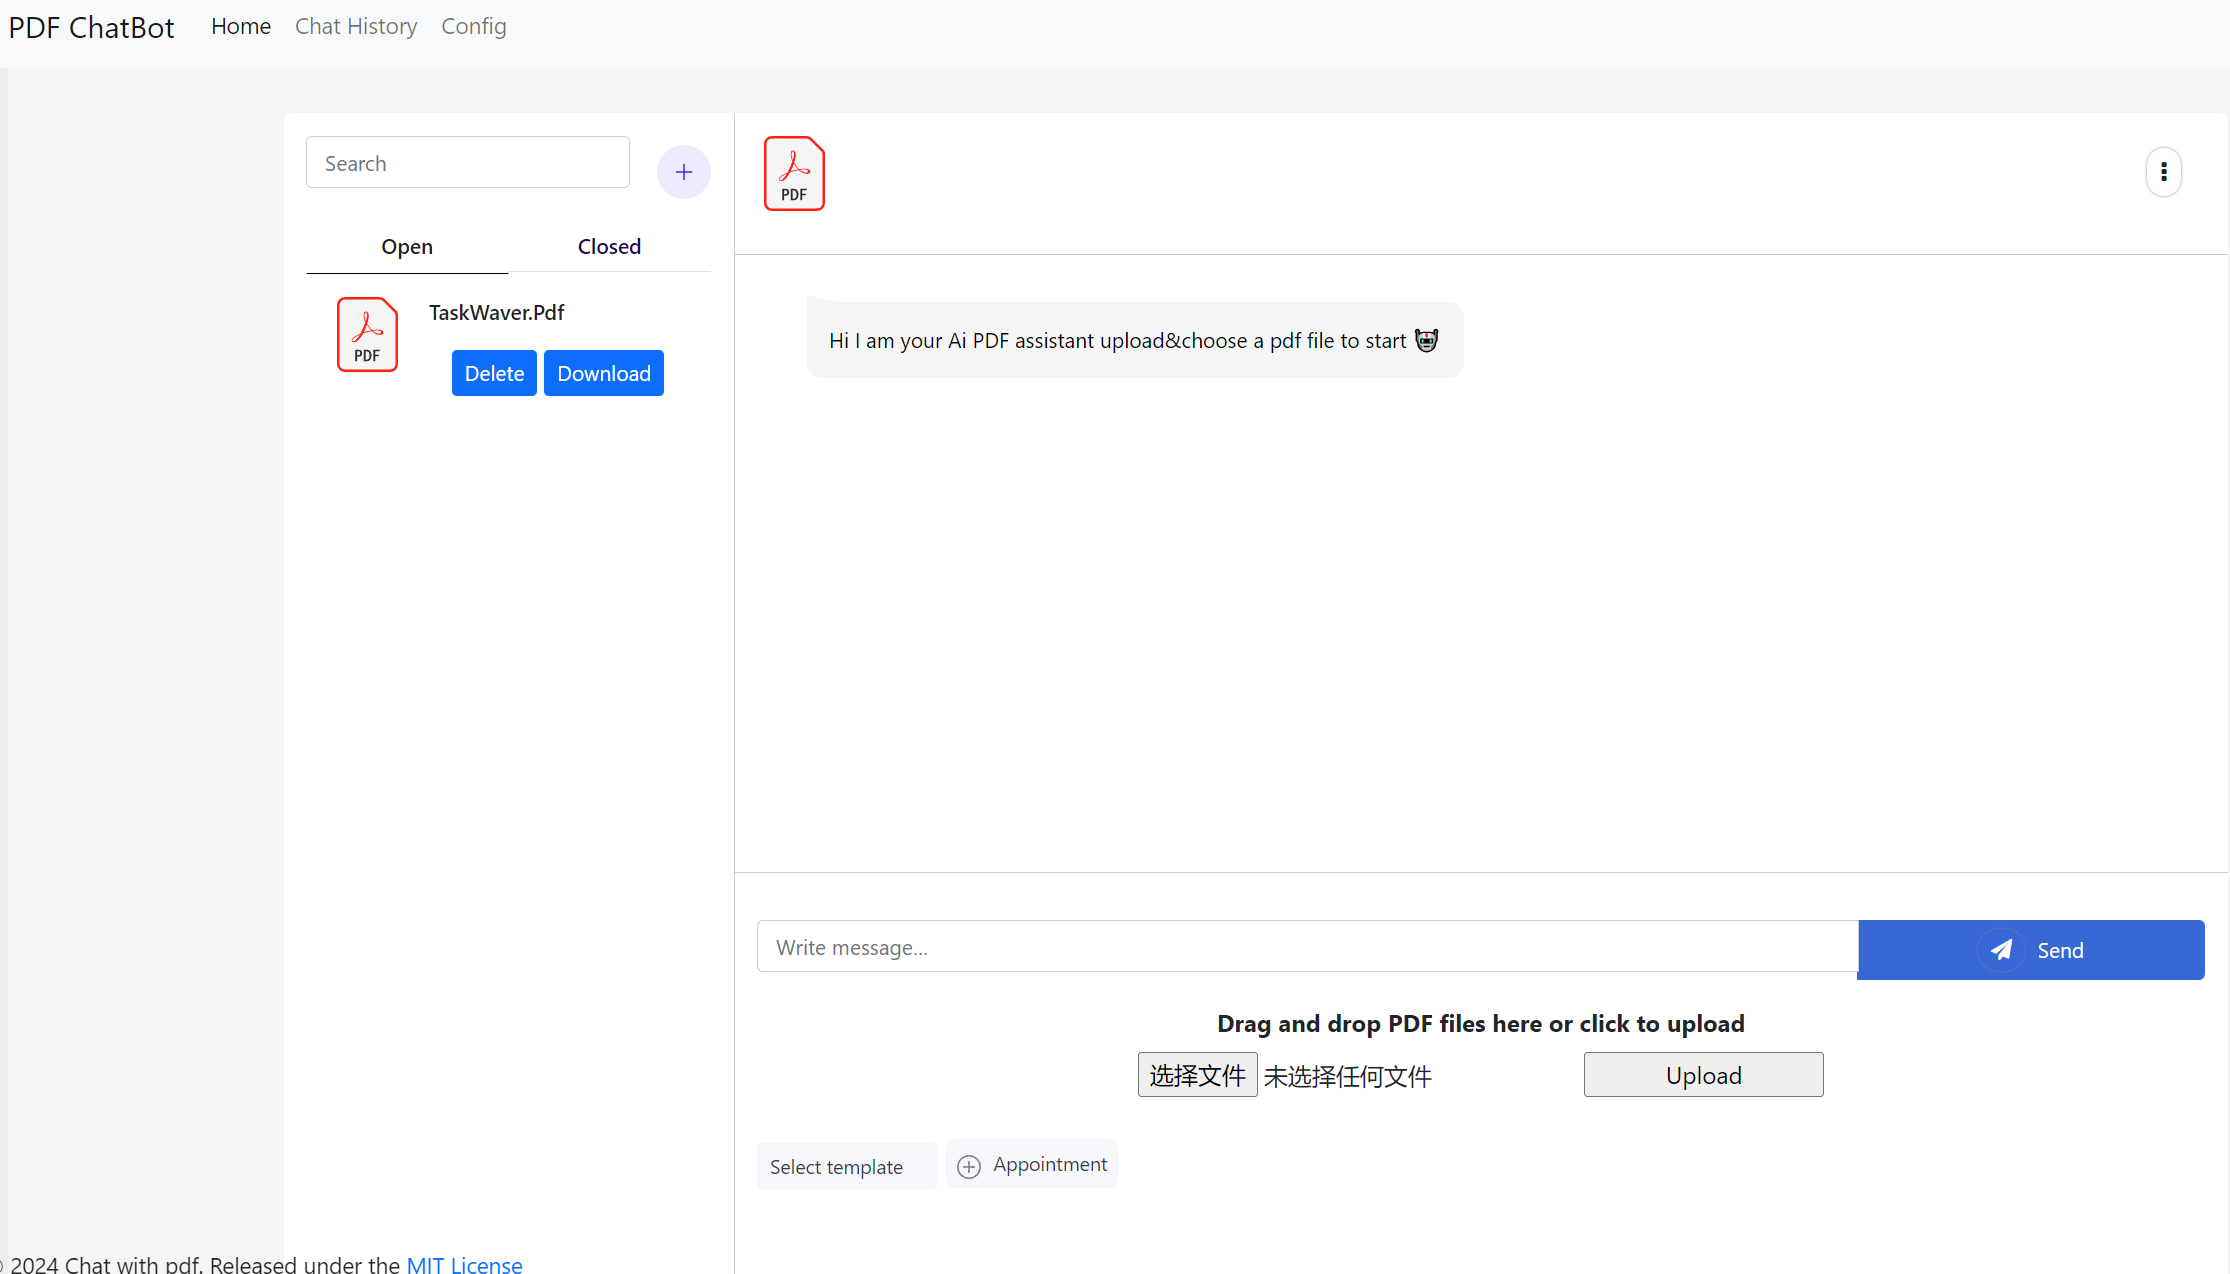 PDF ChatBot Home Chat History Config
Search
+
Open Closed
TaskWaver.Pdf
PDF
Delete Download
PDF
Hi I am your Ai PDF assistant upload&choose a pdf file to start 🤖
Write message...
Send
Drag and drop PDF files here or click to upload
选择文件 未选择任何文件 Upload
Select template Appointment
© 2024 Chat with pdf. Released under the MIT License